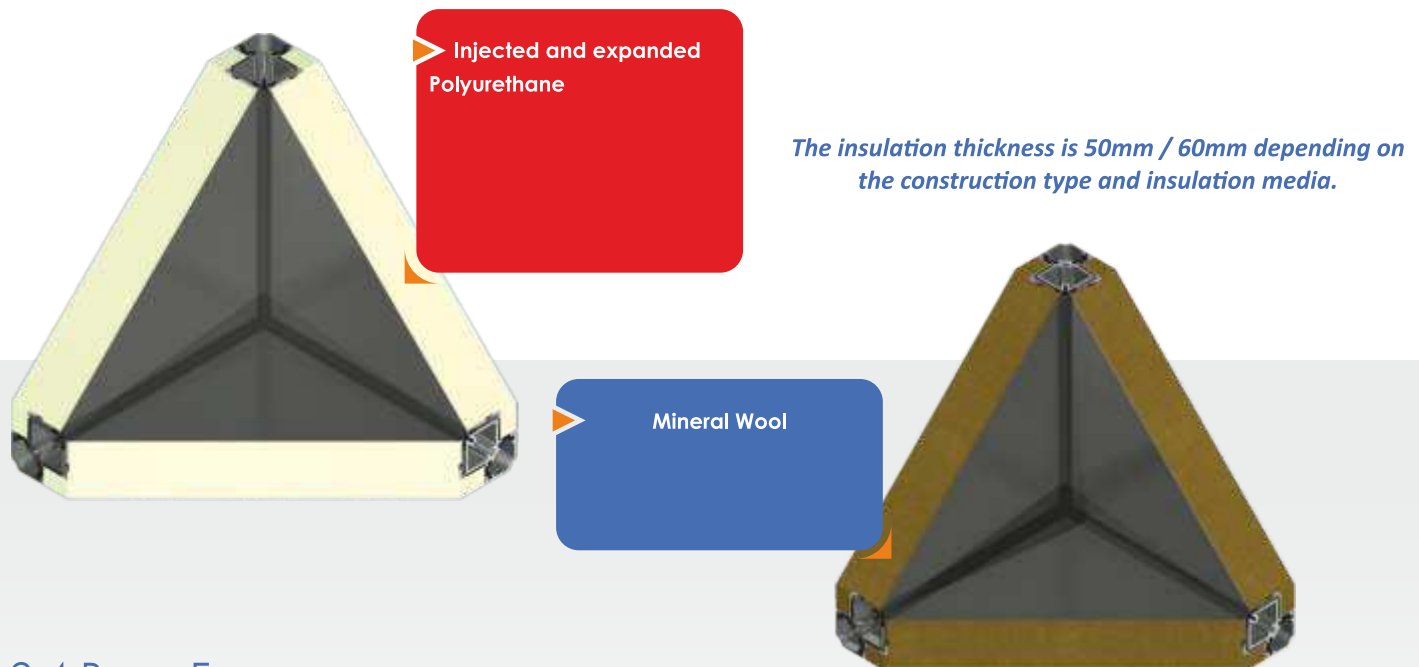 Injected and expanded
Polyurethane
The insulation thickness is 50mm / 60mm depending on
the construction type and insulation media.
Mineral Wool